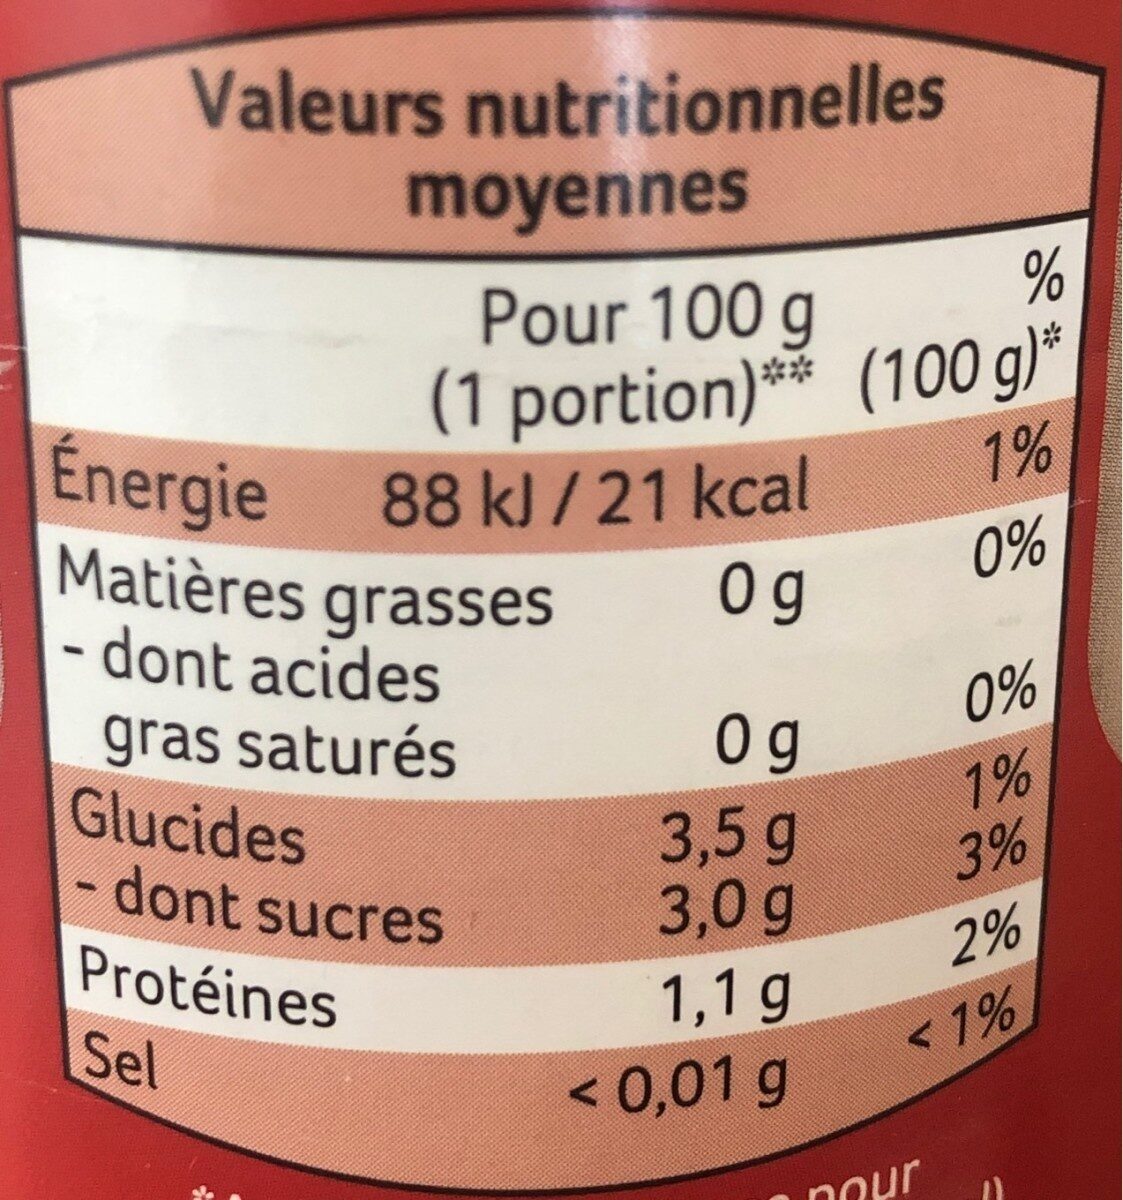 Valeurs nutritionnelles
moyennes
Pour 100 g %
(1 portion)** (100 g)*
Énergie 88 kJ / 21 kcal 1%
Matières grasses 0 g 0%
- dont acides
gras saturés 0 g 0%
Glucides 3,5 g 1%
- dont sucres 3,0 g 3%
Protéines 1,1 g 2%
Sel < 0,01 g < 1%
pour